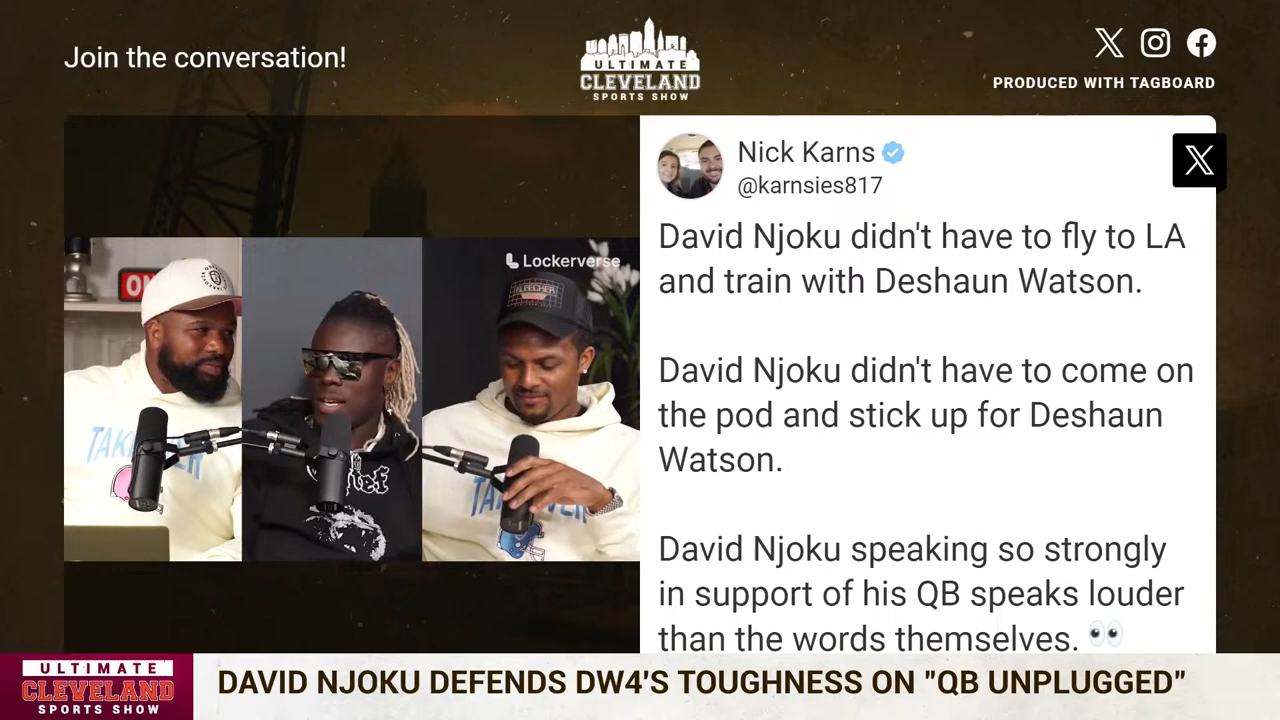 Join the conversation!
ULTIMATE
CLEVELAND
SPORTS SHOW
PRODUCED WITH TAGBOARD
Nick Karns
@karnsies817
David Njoku didn't have to fly to LA
and train with Deshaun Watson.
David Njoku didn't have to come on
the pod and stick up for Deshaun
Watson.
David Njoku speaking so strongly
in support of his QB speaks louder
than the words themselves. 👀
Lockerverse
ULTIMATE
CLEVELAND
SPORTS SHOW
DAVID NJOKU DEFENDS DW4'S TOUGHNESS ON "QB UNPLUGGED"